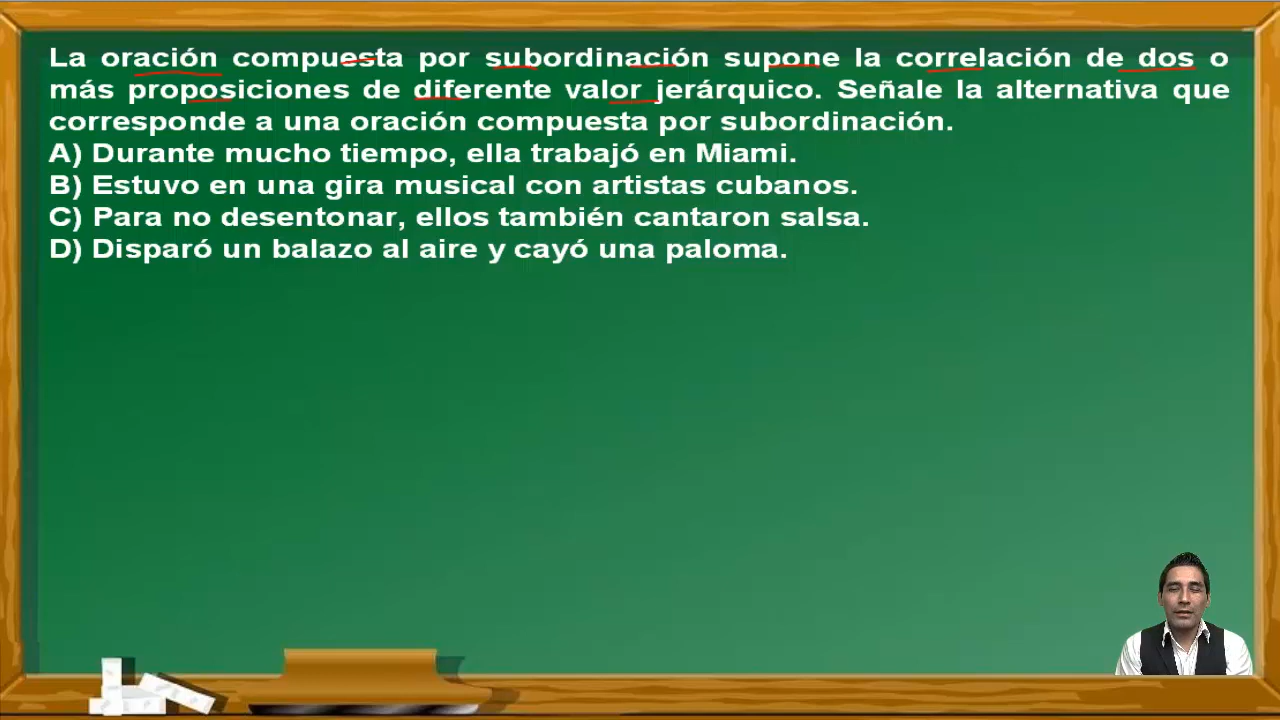 La oración compuesta por subordinación supone la correlación de dos o
más proposiciones de diferente valor jerárquico. Señale la alternativa que
corresponde a una oración compuesta por subordinación.
A) Durante mucho tiempo, ella trabajó en Miami.
B) Estuvo en una gira musical con artistas cubanos.
C) Para no desentonar, ellos también cantaron salsa.
D) Disparó un balazo al aire y cayó una paloma.